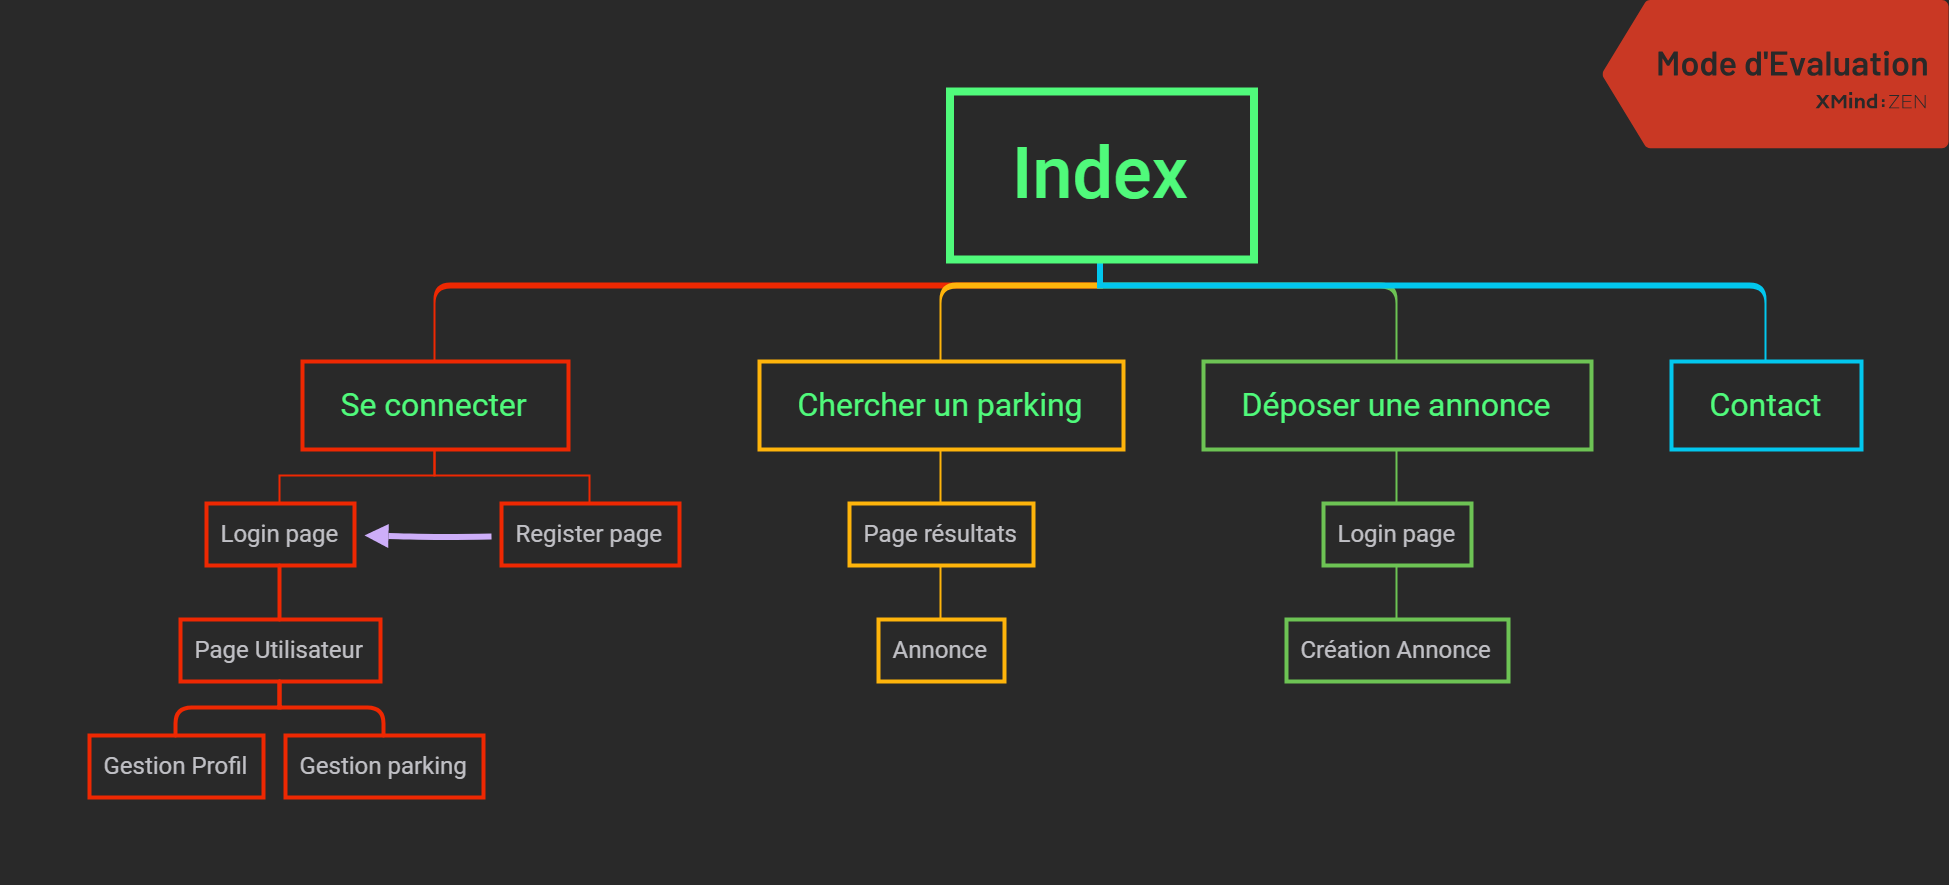 Mode d'Evaluation
XMind:ZEN
Index
Se connecter
Chercher un parking
Déposer une annonce
Contact
Login page
Register page
Page résultats
Login page
Page Utilisateur
Annonce
Création Annonce
Gestion Profil
Gestion parking